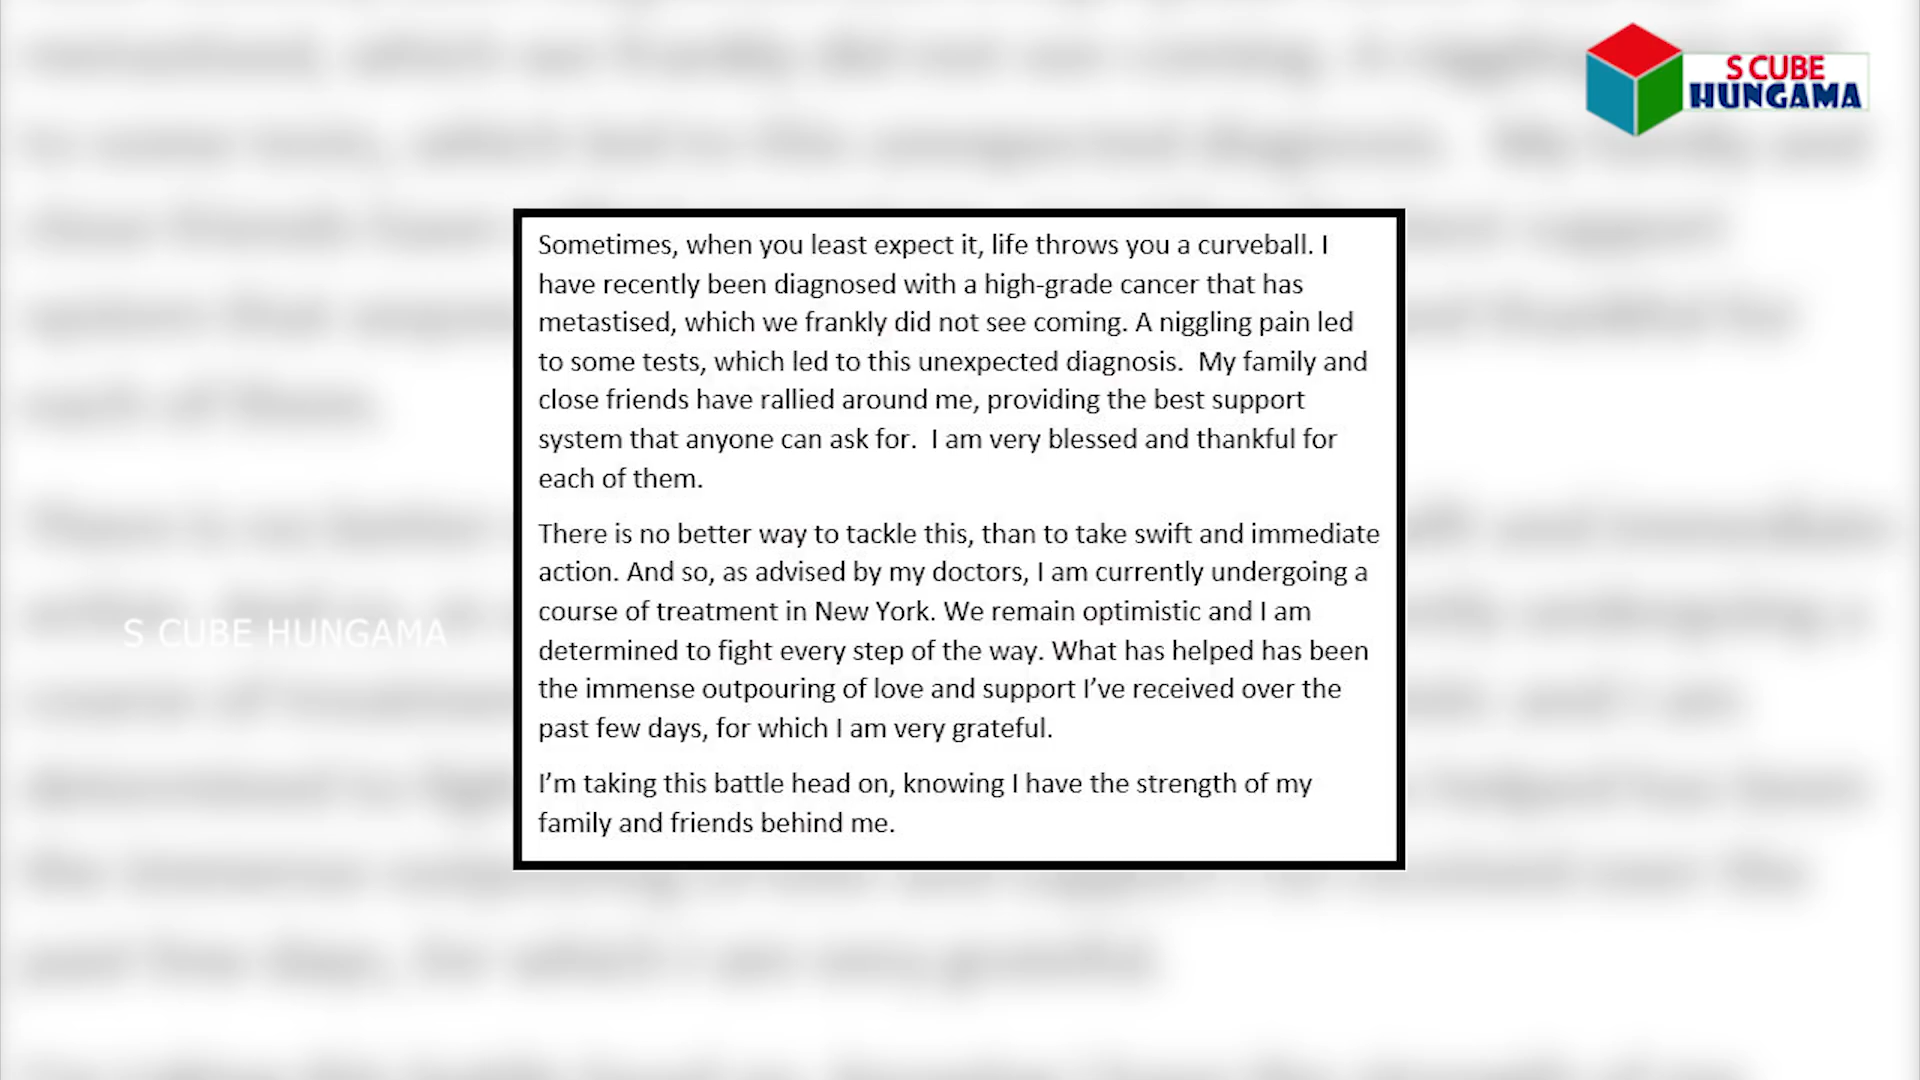 S CUBE
HUNGAMA
Sometimes, when you least expect it, life throws you a curveball. I
have recently been diagnosed with a high-grade cancer that has
metastised, which we frankly did not see coming. A niggling pain led
to some tests, which led to this unexpected diagnosis.  My family and
close friends have rallied around me, providing the best support
system that anyone can ask for.  I am very blessed and thankful for
each of them.
There is no better way to tackle this, than to take swift and immediate
action. And so, as advised by my doctors, I am currently undergoing a
course of treatment in New York. We remain optimistic and I am
determined to fight every step of the way. What has helped has been
the immense outpouring of love and support I’ve received over the
past few days, for which I am very grateful.
I’m taking this battle head on, knowing I have the strength of my
family and friends behind me.
S CUBE HUNGAMA